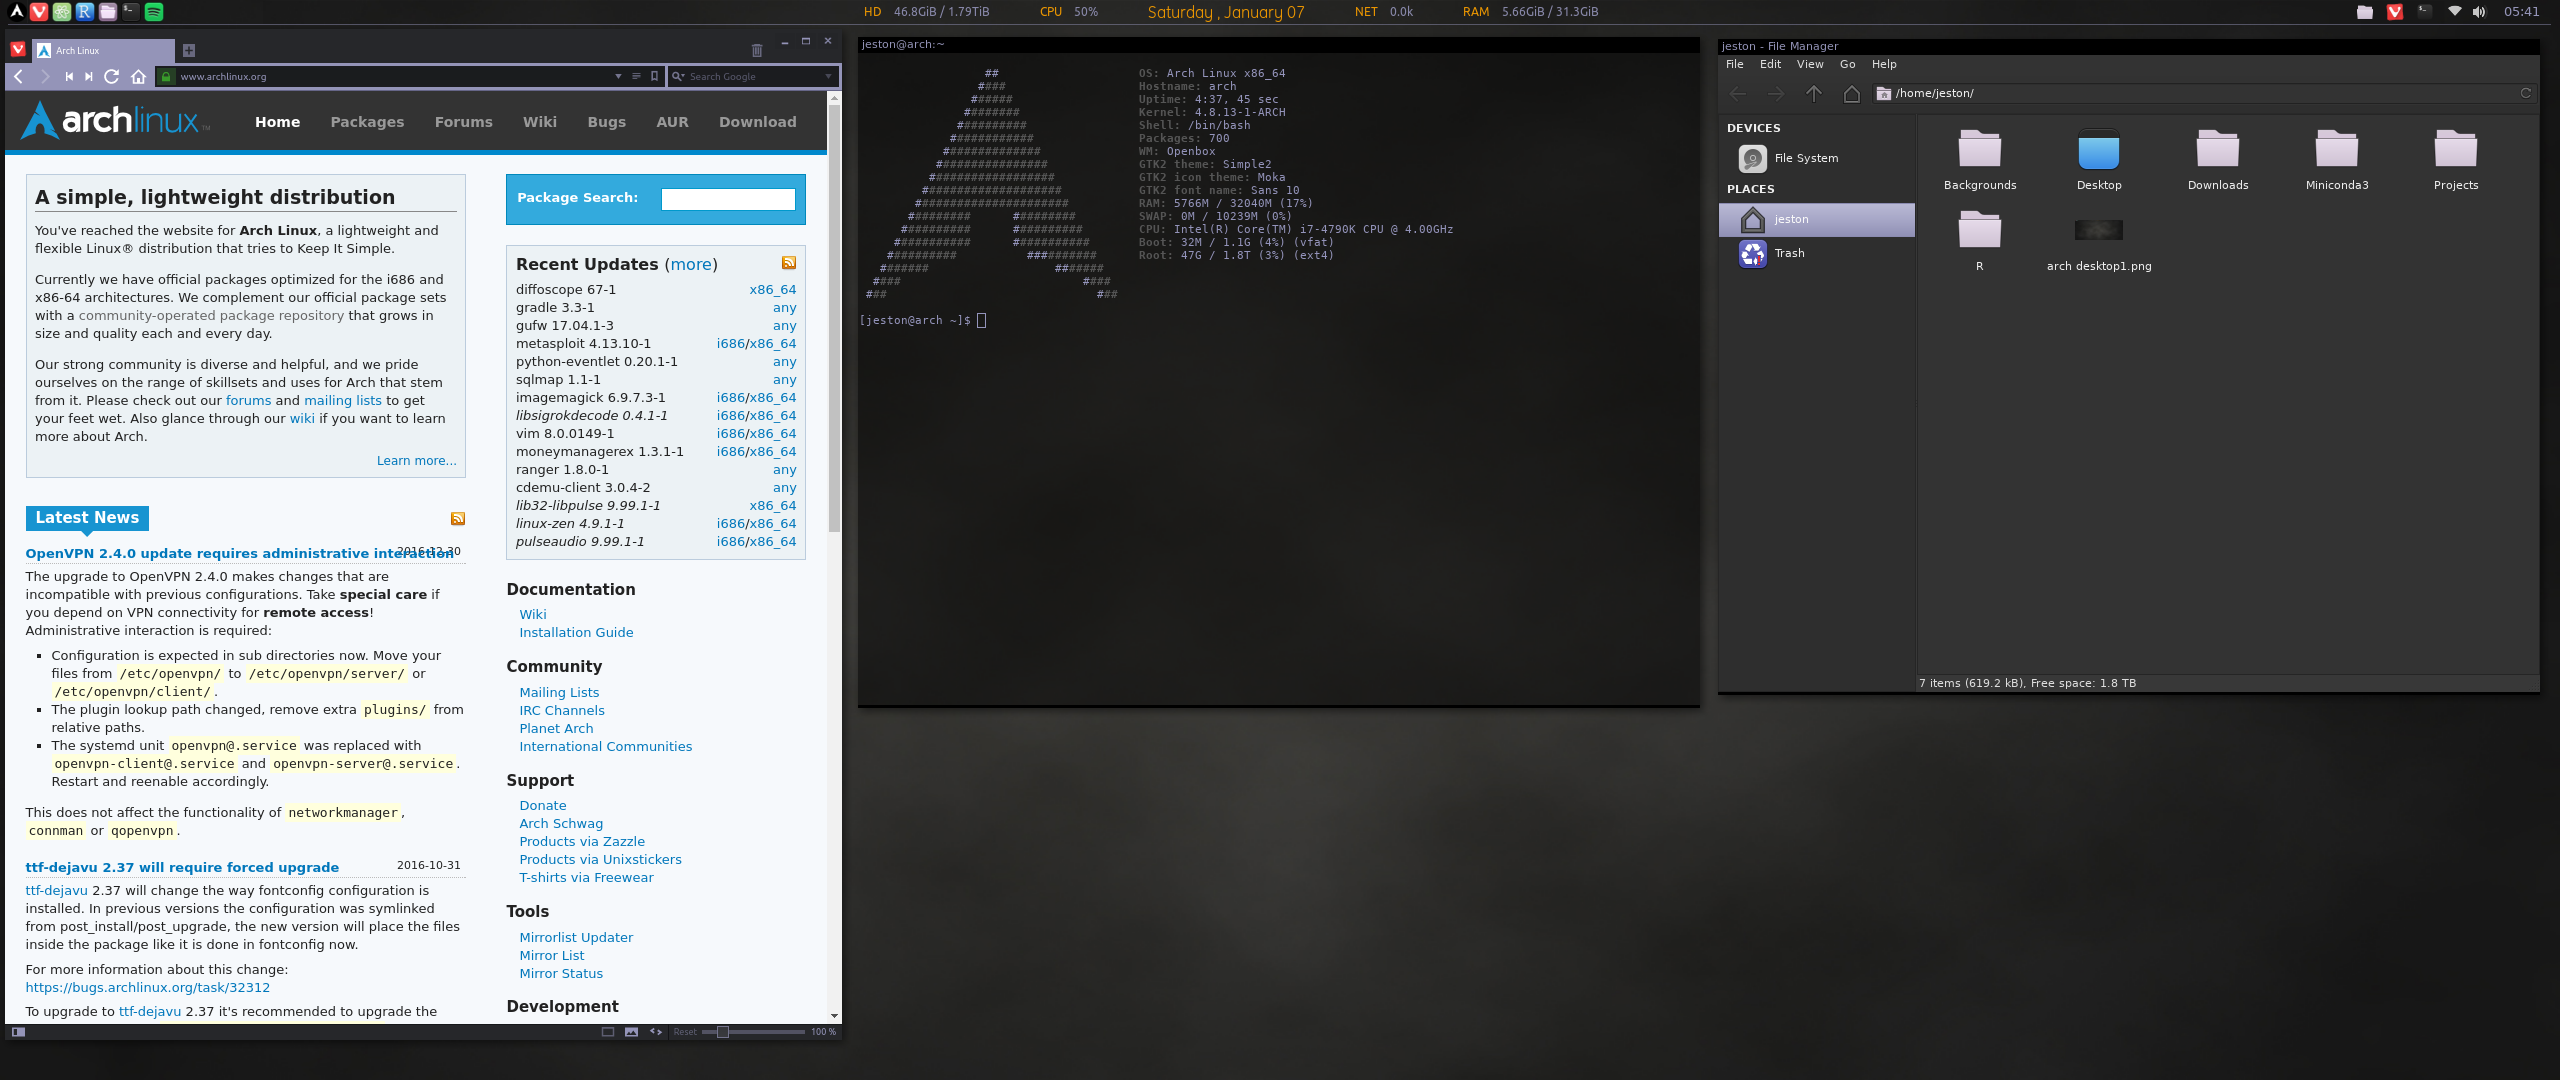 HD 46.8GiB / 1.79TiB CPU 50% Saturday , January 07 NET 0.0k RAM 5.66GiB / 31.3GiB 05:41
Arch Linux
www.archlinux.org
Search Google
archlinux™
Home Packages Forums Wiki Bugs AUR Download
A simple, lightweight distribution
You've reached the website for Arch Linux, a lightweight and
flexible Linux® distribution that tries to Keep It Simple.
Currently we have official packages optimized for the i686 and
x86-64 architectures. We complement our official package sets
with a community-operated package repository that grows in
size and quality each and every day.
Our strong community is diverse and helpful, and we pride
ourselves on the range of skillsets and uses for Arch that stem
from it. Please check out our forums and mailing lists to get
your feet wet. Also glance through our wiki if you want to learn
more about Arch.
Learn more...
Latest News
OpenVPN 2.4.0 update requires administrative interaction 2016-12-30
The upgrade to OpenVPN 2.4.0 makes changes that are
incompatible with previous configurations. Take special care if
you depend on VPN connectivity for remote access!
Administrative interaction is required:
▪ Configuration is expected in sub directories now. Move your
files from /etc/openvpn/ to /etc/openvpn/server/ or
/etc/openvpn/client/.
▪ The plugin lookup path changed, remove extra plugins/ from
relative paths.
▪ The systemd unit openvpn@.service was replaced with
openvpn-client@.service and openvpn-server@.service.
Restart and reenable accordingly.
This does not affect the functionality of networkmanager,
connman or qopenvpn.
ttf-dejavu 2.37 will require forced upgrade 2016-10-31
ttf-dejavu 2.37 will change the way fontconfig configuration is
installed. In previous versions the configuration was symlinked
from post_install/post_upgrade, the new version will place the files
inside the package like it is done in fontconfig now.
For more information about this change:
https://bugs.archlinux.org/task/32312
To upgrade to ttf-dejavu 2.37 it's recommended to upgrade the
Package Search:
Recent Updates (more)
diffoscope 67-1 x86_64
gradle 3.3-1 any
gufw 17.04.1-3 any
metasploit 4.13.10-1 i686/x86_64
python-eventlet 0.20.1-1 any
sqlmap 1.1-1 any
imagemagick 6.9.7.3-1 i686/x86_64
libsigrokdecode 0.4.1-1 i686/x86_64
vim 8.0.0149-1 i686/x86_64
moneymanagerex 1.3.1-1 i686/x86_64
ranger 1.8.0-1 any
cdemu-client 3.0.4-2 any
lib32-libpulse 9.99.1-1 x86_64
linux-zen 4.9.1-1 i686/x86_64
pulseaudio 9.99.1-1 i686/x86_64
Documentation
Wiki
Installation Guide
Community
Mailing Lists
IRC Channels
Planet Arch
International Communities
Support
Donate
Arch Schwag
Products via Zazzle
Products via Unixstickers
T-shirts via Freewear
Tools
Mirrorlist Updater
Mirror List
Mirror Status
Development
Reset 100 %
jeston@arch:~
OS: Arch Linux x86_64
Hostname: arch
Uptime: 4:37, 45 sec
Kernel: 4.8.13-1-ARCH
Shell: /bin/bash
Packages: 700
WM: Openbox
GTK2 theme: Simple2
GTK2 icon theme: Moka
GTK2 font name: Sans 10
RAM: 5766M / 32040M (17%)
SWAP: 0M / 10239M (0%)
CPU: Intel(R) Core(TM) i7-4790K CPU @ 4.00GHz
Boot: 32M / 1.1G (4%) (vfat)
Root: 47G / 1.8T (3%) (ext4)
[jeston@arch ~]$
jeston - File Manager
File Edit View Go Help
/home/jeston/
DEVICES
File System
PLACES
jeston
Trash
Backgrounds Desktop Downloads Miniconda3 Projects
R arch desktop1.png
7 items (619.2 kB), Free space: 1.8 TB